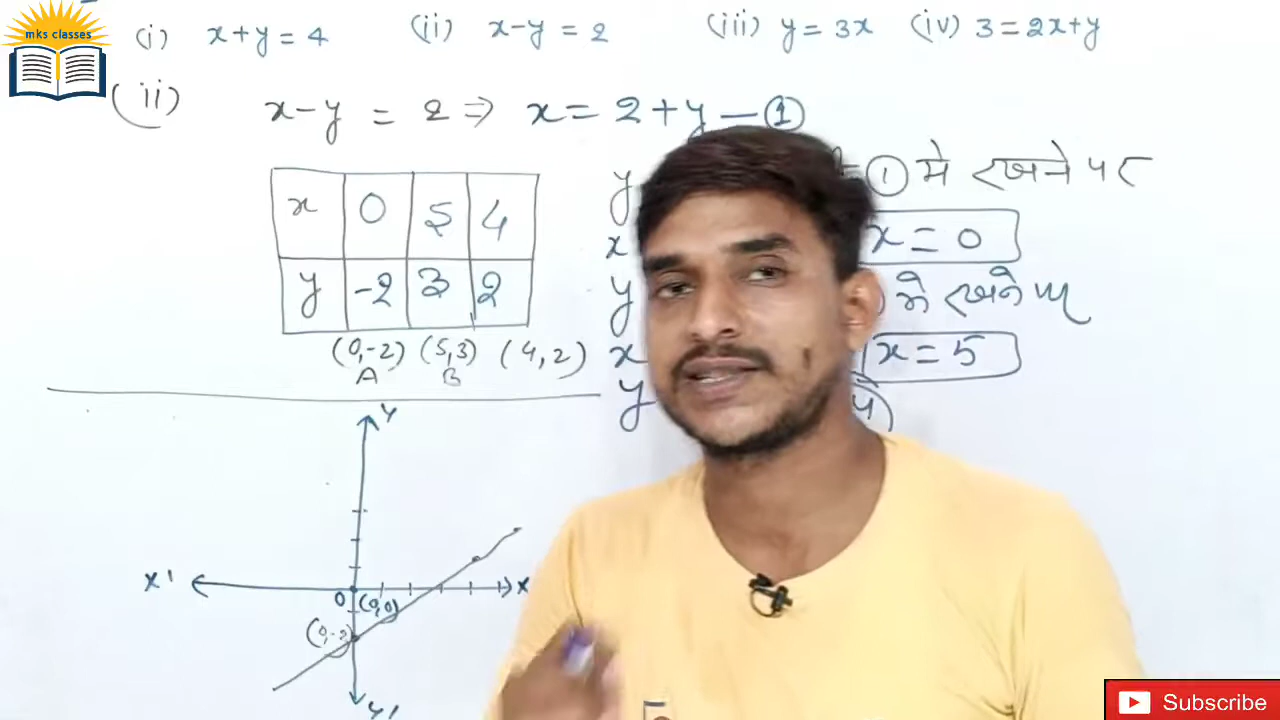 mks classes
(i) x+y=4 (ii) x-y=2 (iii) y=3x (iv) 3=2x+y
(ii) x-y = 2 ⇒ x = 2+y — ①
x 0 5 4
y -2 3 2
(0,-2) (5,3) (4,2)
A B
y ① मे रखने पर
x x = 0
y मे रखने पर
x x = 5
y
Y
X' X
O (0,0)
(0,-2)
Y'
Subscribe